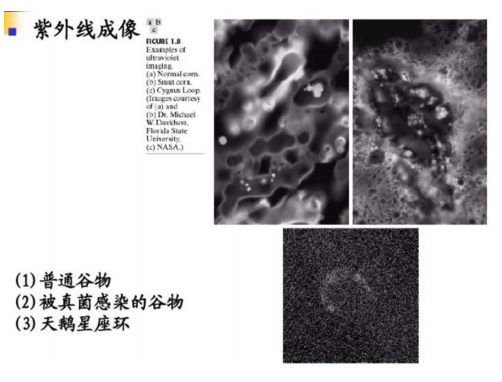 紫外线成像
a b
c
FIGURE 1.8
Examples of
ultraviolet
imaging.
(a) Normal corn.
(b) Smut corn.
(c) Cygnus Loop.
(Images courtesy
of (a) and
(b) Dr. Michael
W. Davidson,
Florida State
University,
(c) NASA.)
(1) 普通谷物
(2) 被真菌感染的谷物
(3) 天鹅星座环